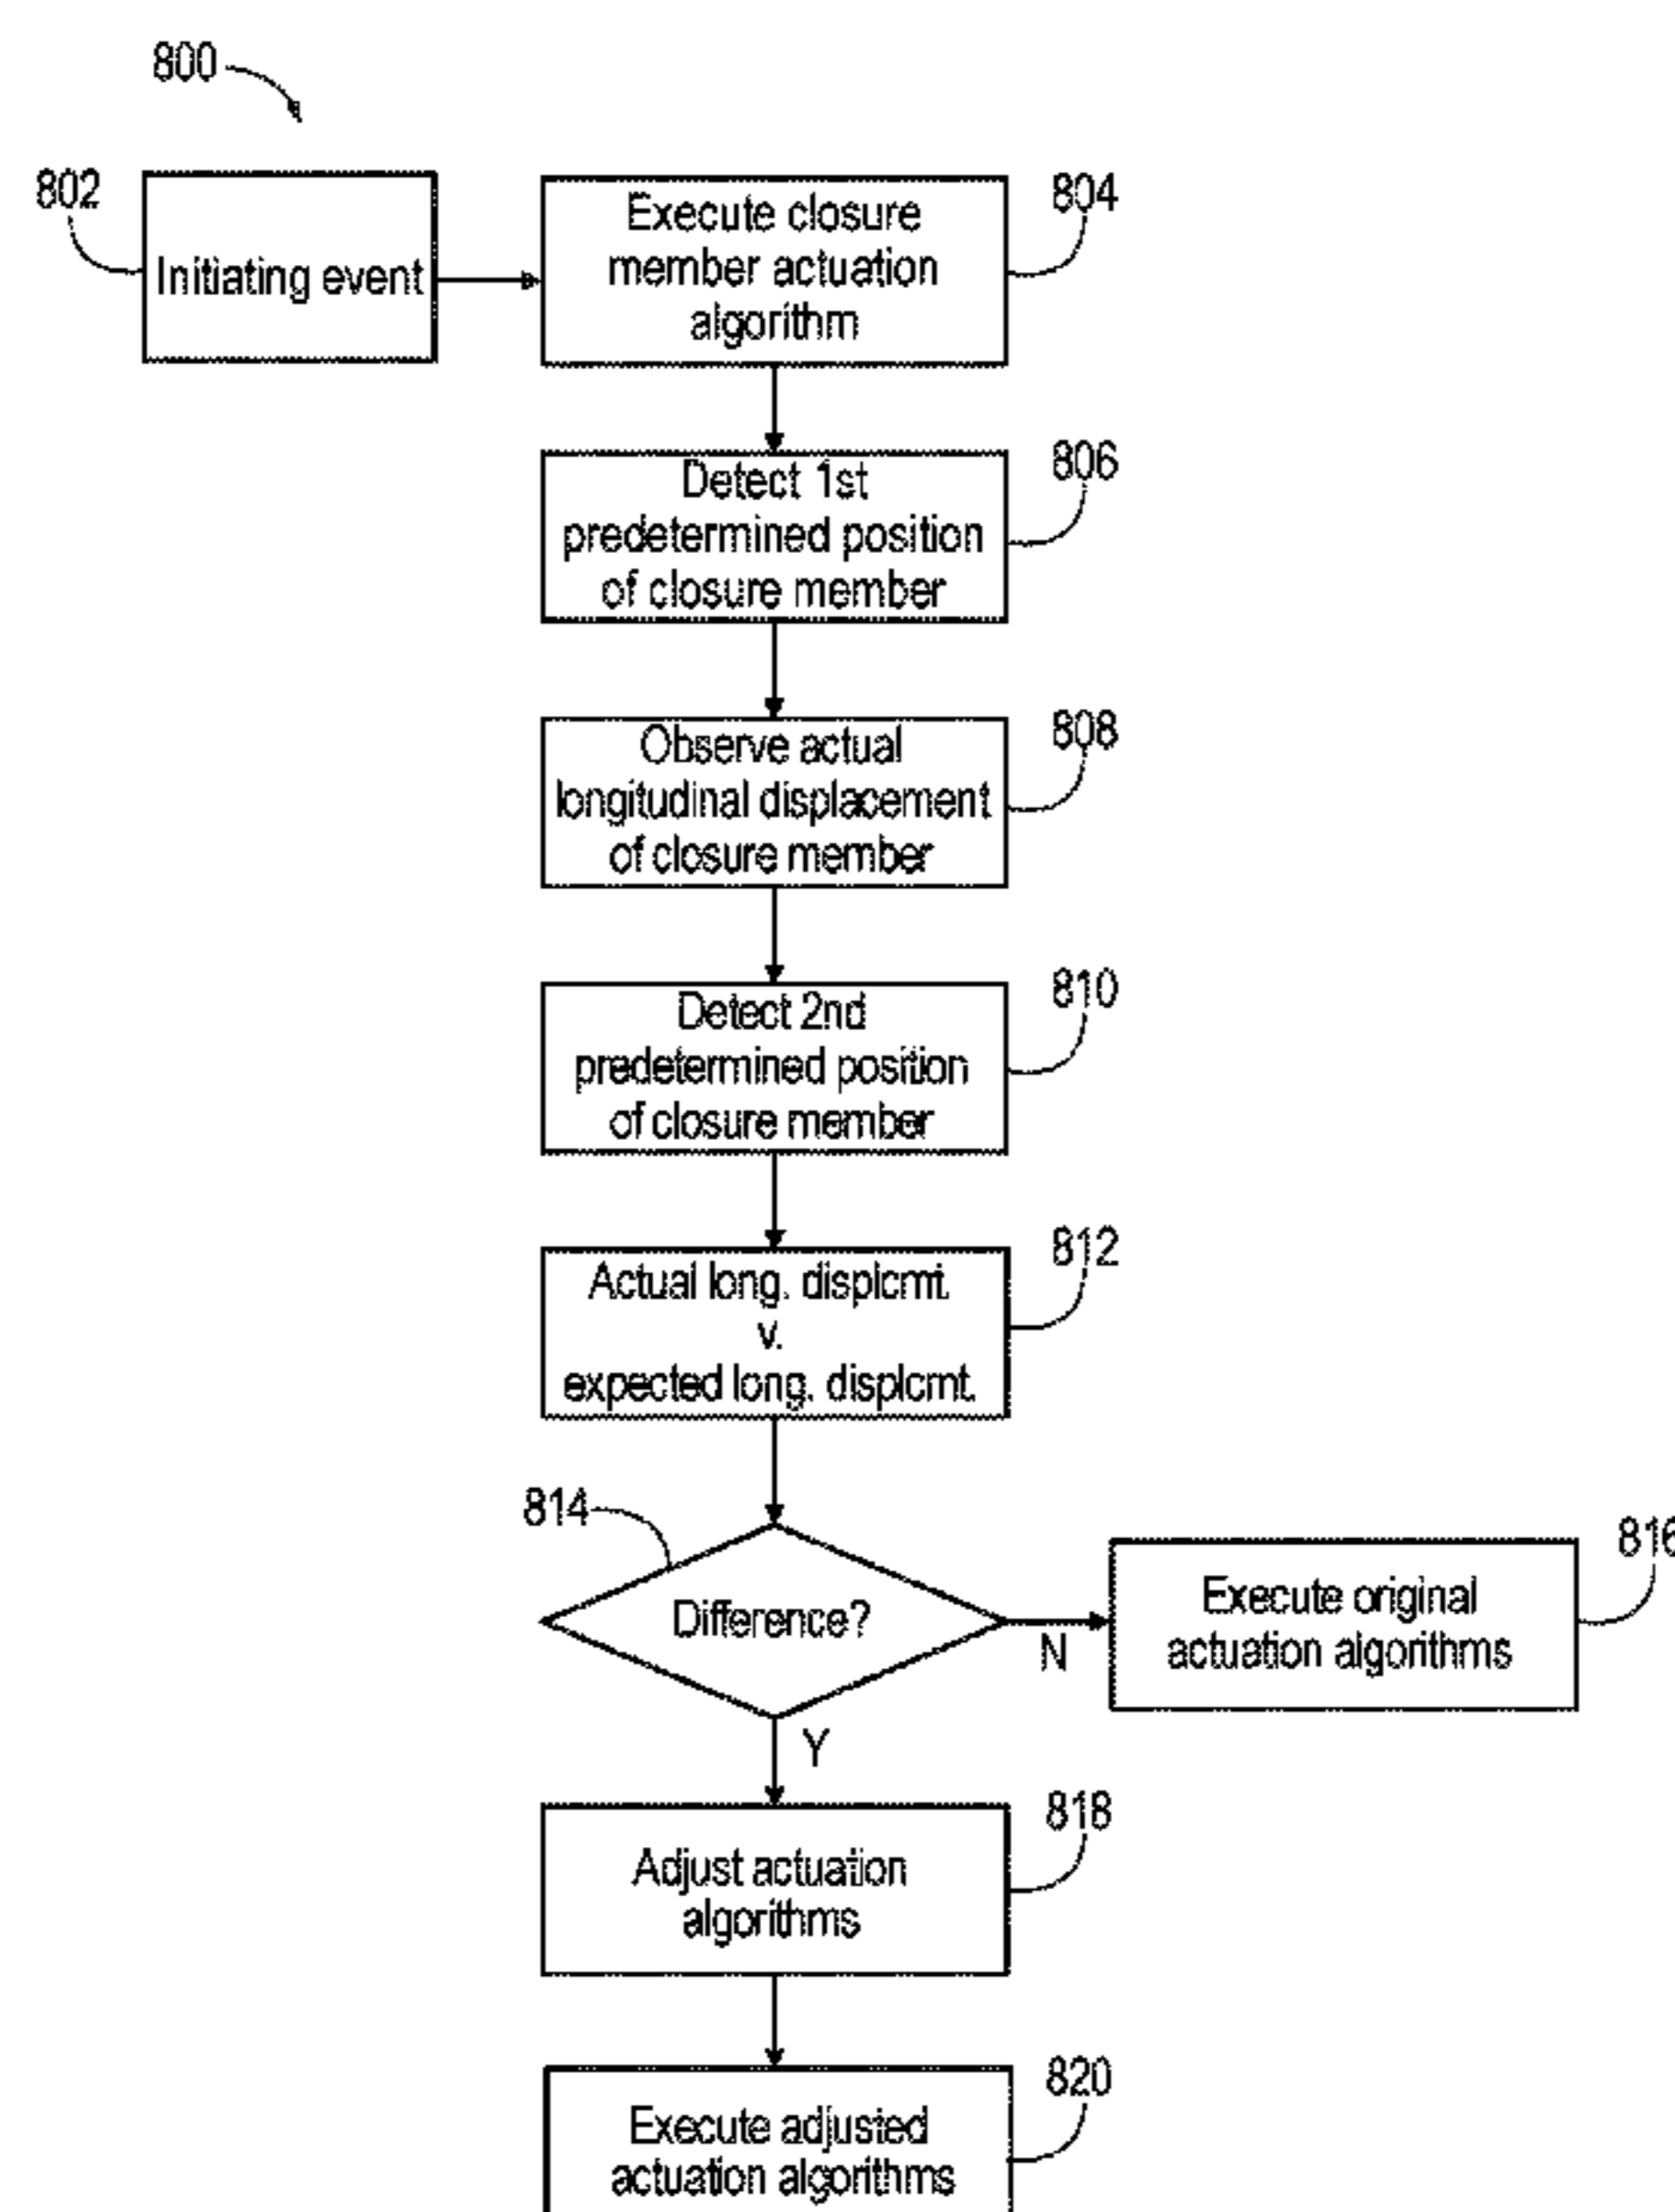 800
802
Initiating event
Execute closure
member actuation
algorithm
804
Detect 1st
predetermined position
of closure member
806
Observe actual
longitudinal displacement
of closure member
808
Detect 2nd
predetermined position
of closure member
810
Actual long. displcmt.
v.
expected long. displcmt.
812
814
Difference?
N
Execute original
actuation algorithms
816
Y
Adjust actuation
algorithms
818
Execute adjusted
actuation algorithms
820